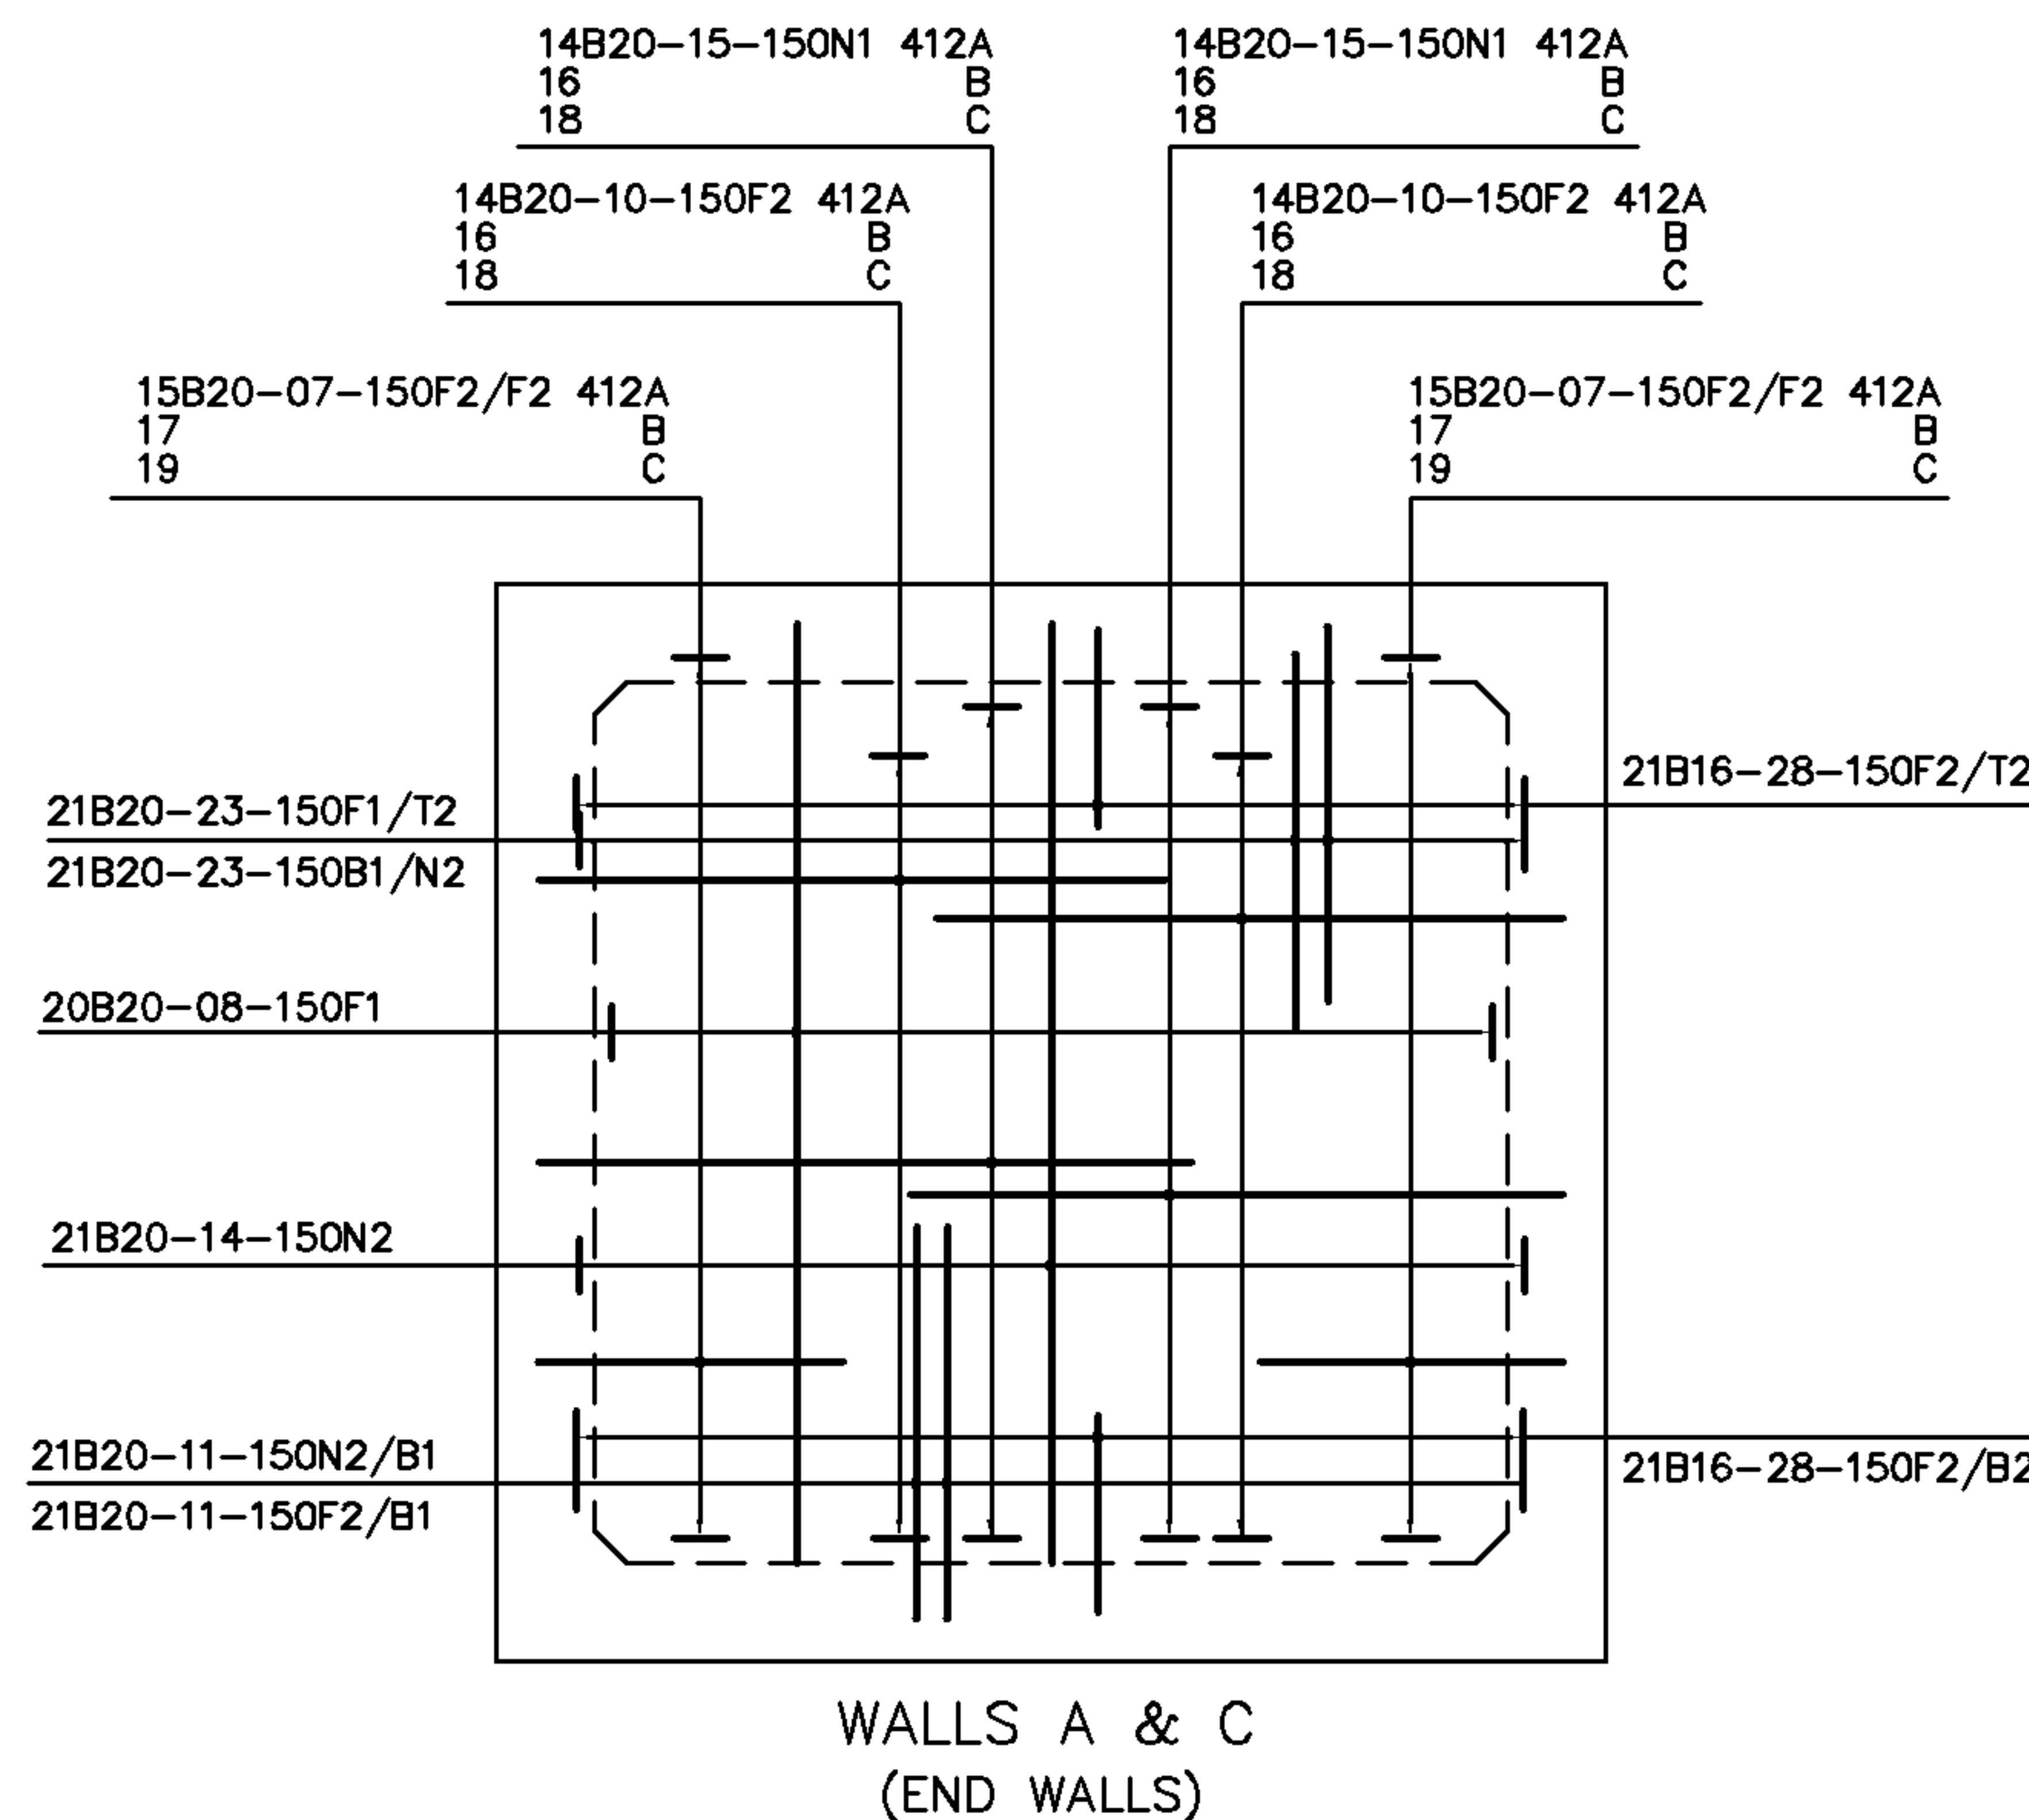 14B20-15-150N1 412A
16 B
18 C
14B20-15-150N1 412A
16 B
18 C
14B20-10-150F2 412A
16 B
18 C
14B20-10-150F2 412A
16 B
18 C
15B20-07-150F2/F2 412A
17 B
19 C
15B20-07-150F2/F2 412A
17 B
19 C
21B16-28-150F2/T2
21B20-23-150F1/T2
21B20-23-150B1/N2
20B20-08-150F1
21B20-14-150N2
21B20-11-150N2/B1
21B16-28-150F2/B2
21B20-11-150F2/B1
WALLS A & C
(END WALLS)